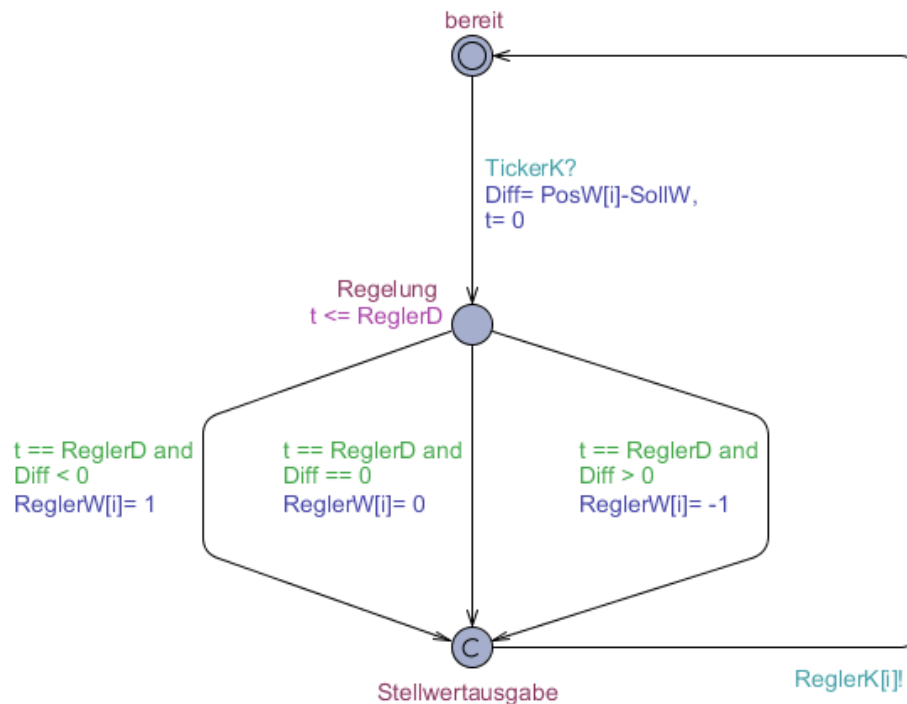 bereit
TickerK?
Diff= PosW[i]-SollW,
t= 0
Regelung
t <= ReglerD
t == ReglerD and
Diff < 0
ReglerW[i]= 1
t == ReglerD and
Diff == 0
ReglerW[i]= 0
t == ReglerD and
Diff > 0
ReglerW[i]= -1
C
Stellwertausgabe
ReglerK[i]!